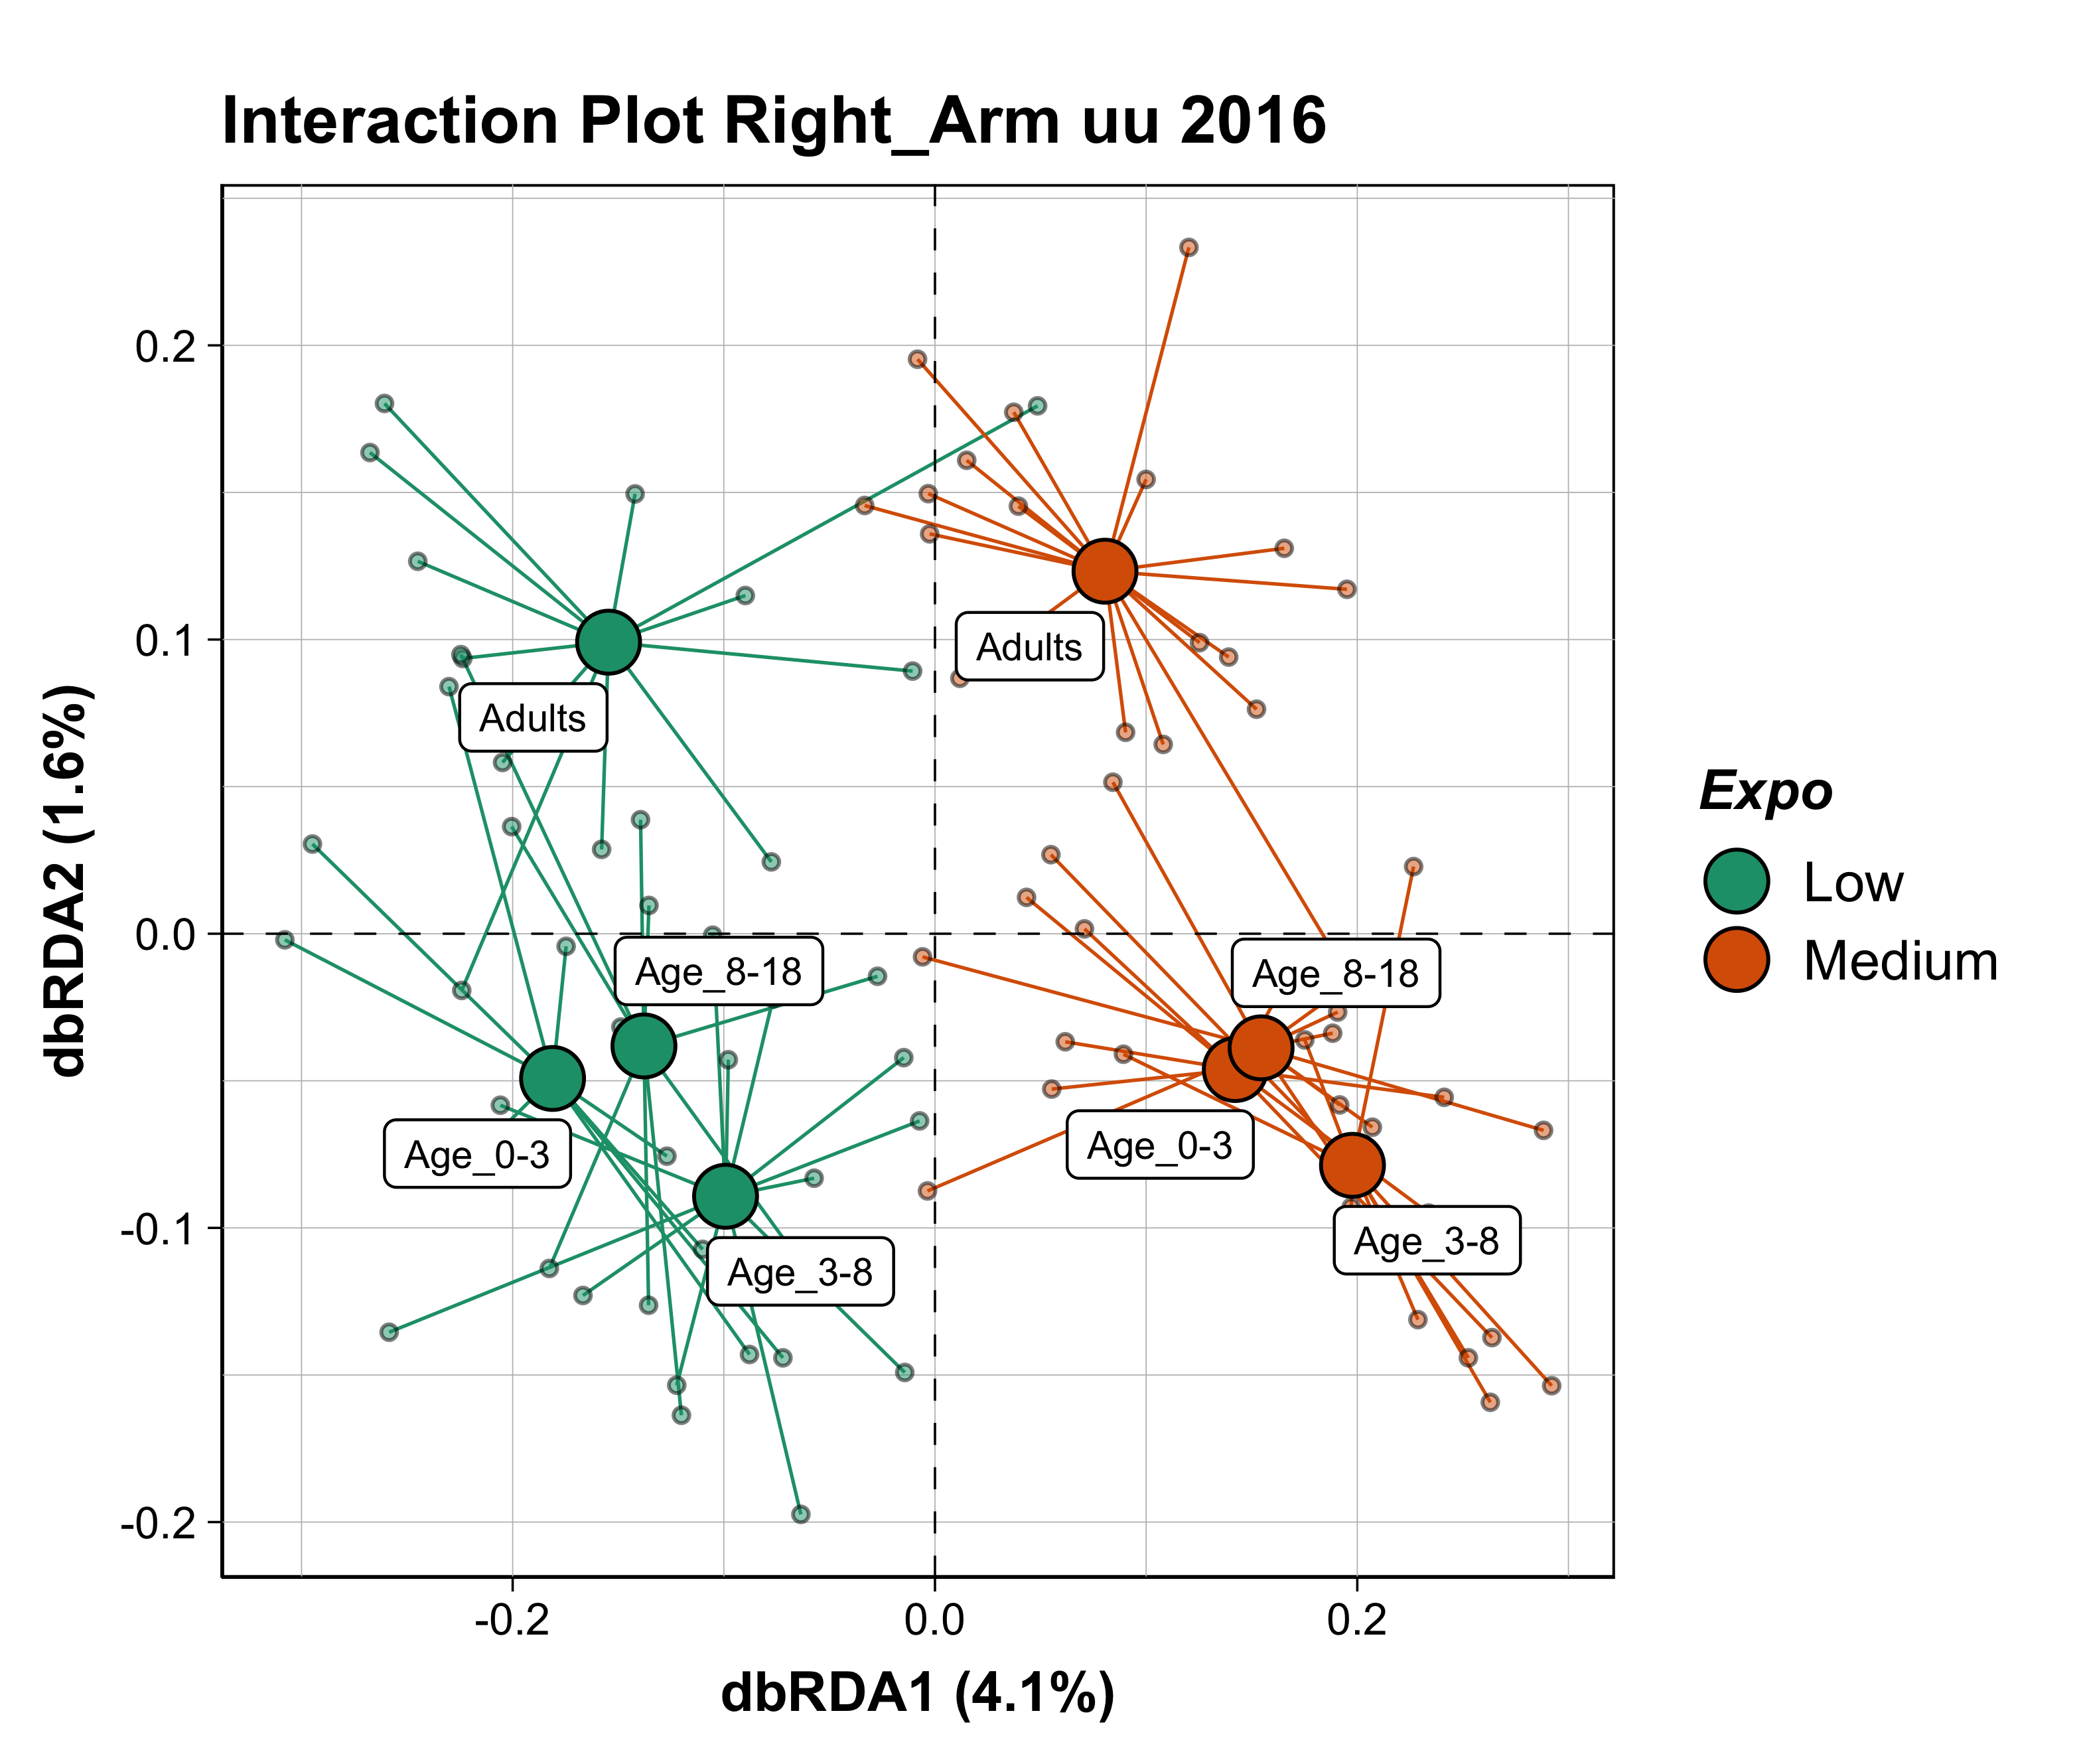 Interaction Plot Right_Arm uu 2016
dbRDA2 (1.6%)
0.2
0.1
0.0
-0.1
-0.2
Adults
Adults
Age_8-18
Age_8-18
Age_0-3
Age_0-3
Age_3-8
Age_3-8
-0.2
0.0
0.2
dbRDA1 (4.1%)
Expo
Low
Medium